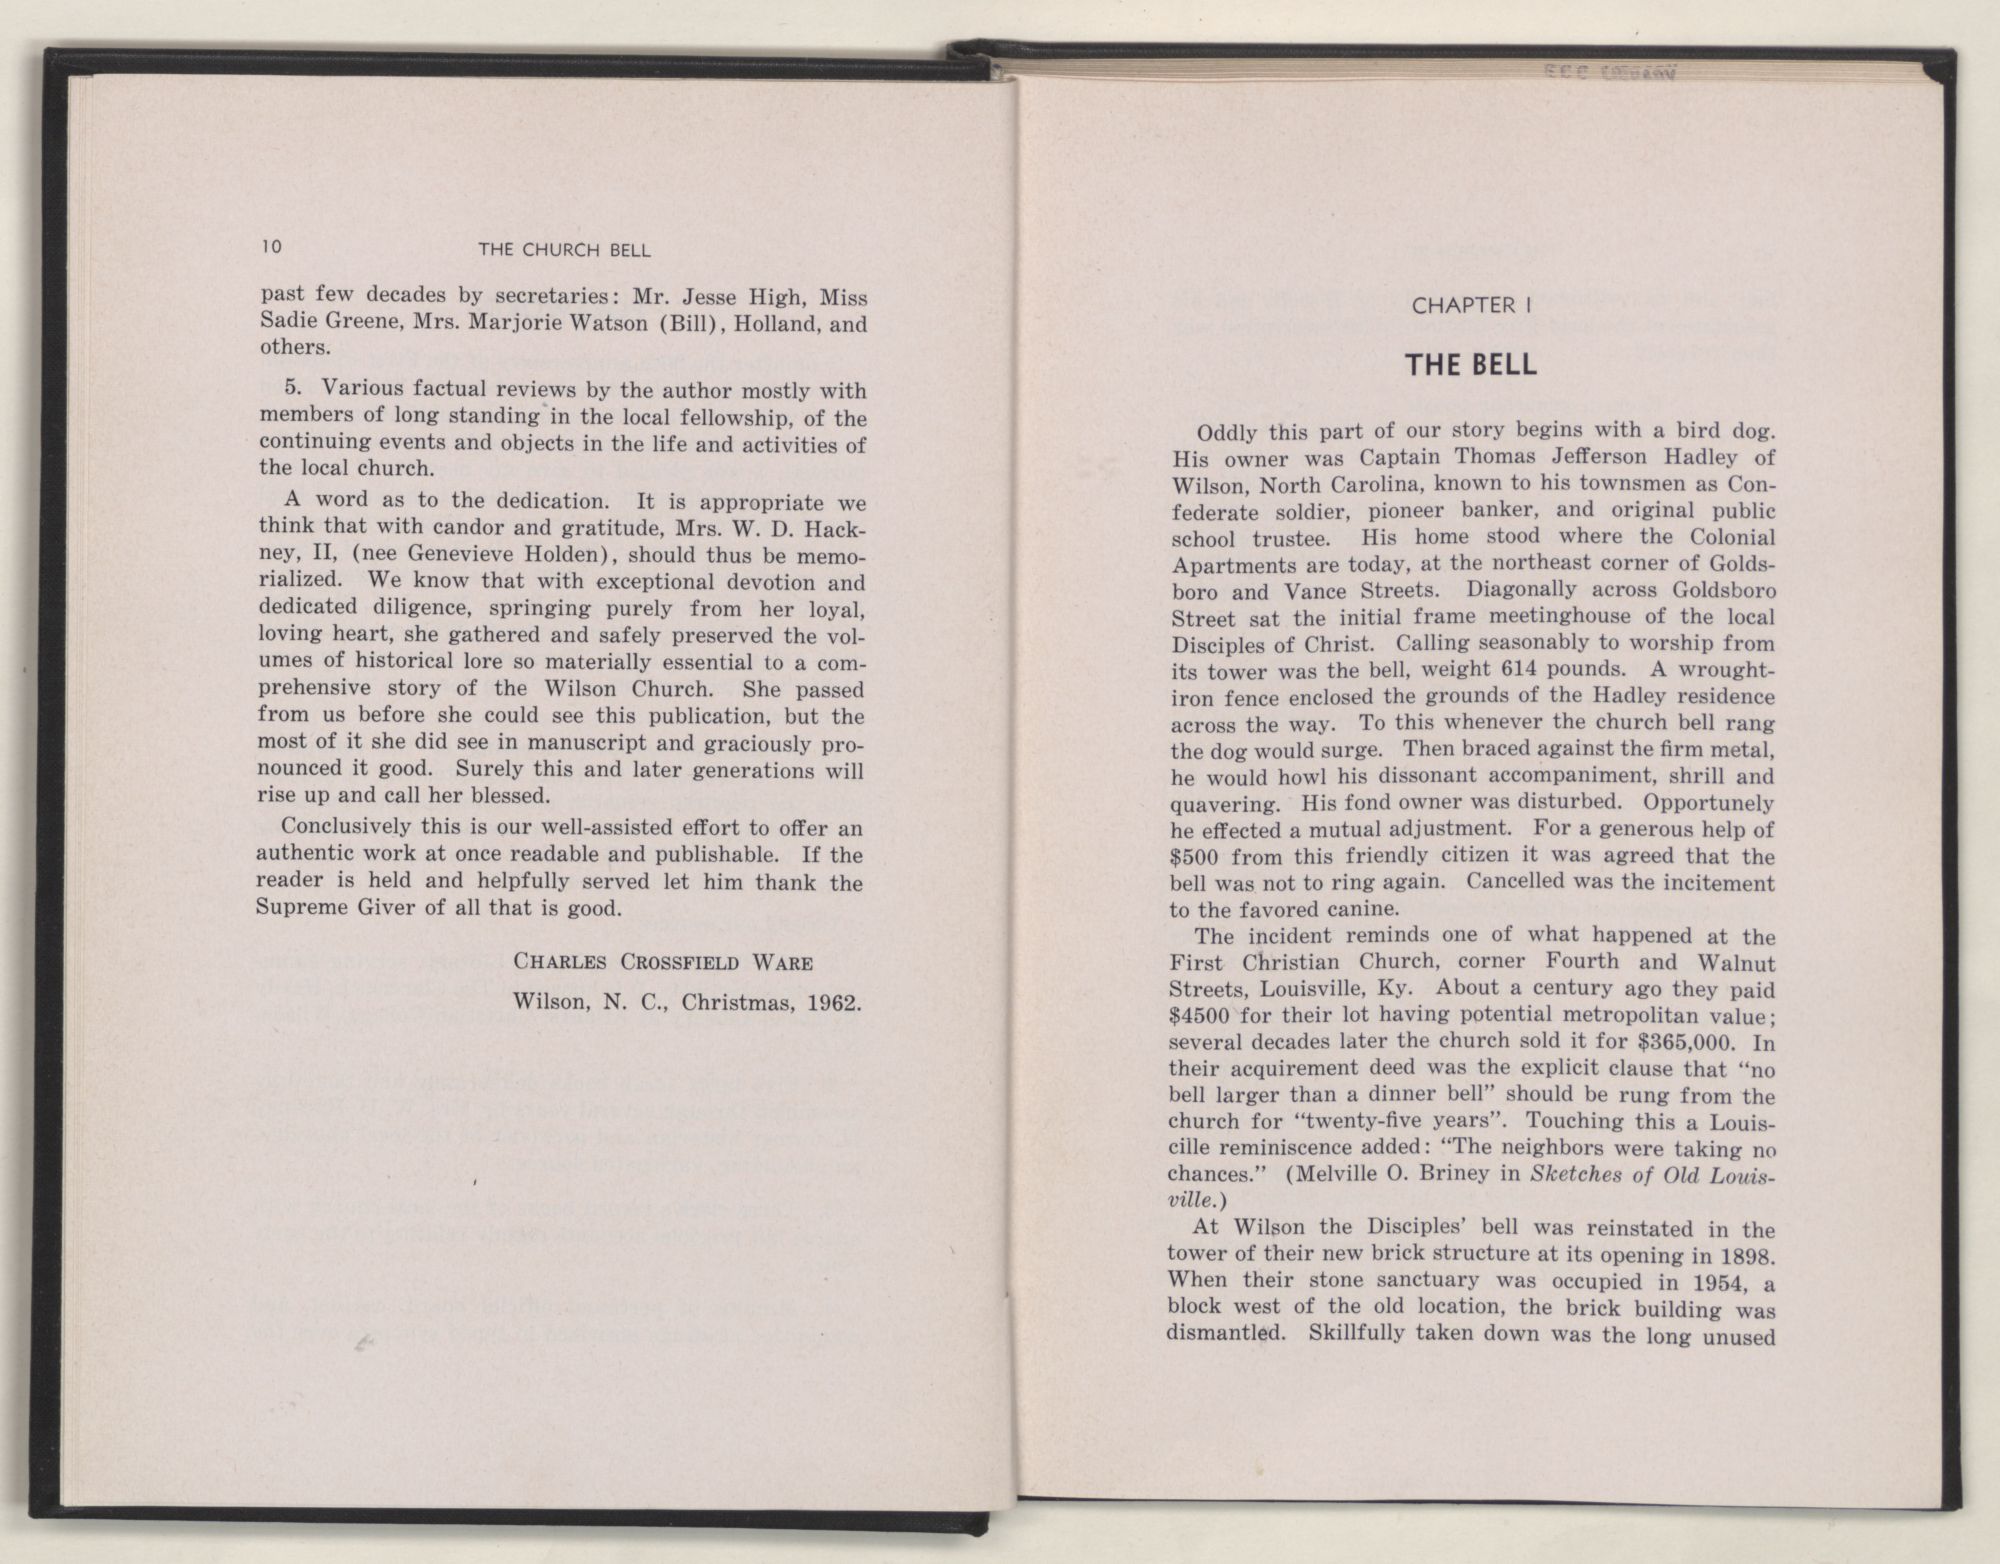 10
THE CHURCH BELL
past few decades by secretaries: Mr. Jesse High, Miss
Sadie Greene, Mrs. Marjorie Watson (Bill), Holland, and
others.
5. Various factual reviews by the author mostly with
members of long standing in the local fellowship, of the
continuing events and objects in the life and activities of
the local church.
A word as to the dedication. It is appropriate we
think that with candor and gratitude, Mrs. W. D. Hack-
ney, II, (nee Genevieve Holden), should thus be memo-
rialized. We know that with exceptional devotion and
dedicated diligence, springing purely from her loyal,
loving heart, she gathered and safely preserved the vol-
umes of historical lore so materially essential to a com-
prehensive story of the Wilson Church. She passed
from us before she could see this publication, but the
most of it she did see in manuscript and graciously pro-
nounced it good. Surely this and later generations will
rise up and call her blessed.
Conclusively this is our well-assisted effort to offer an
authentic work at once readable and publishable. If the
reader is held and helpfully served let him thank the
Supreme Giver of all that is good.
CHARLES CROSSFIELD WARE
Wilson, N. C., Christmas, 1962.
CHAPTER I
THE BELL
Oddly this part of our story begins with a bird dog.
His owner was Captain Thomas Jefferson Hadley of
Wilson, North Carolina, known to his townsmen as Con-
federate soldier, pioneer banker, and original public
school trustee. His home stood where the Colonial
Apartments are today, at the northeast corner of Golds-
boro and Vance Streets. Diagonally across Goldsboro
Street sat the initial frame meetinghouse of the local
Disciples of Christ. Calling seasonably to worship from
its tower was the bell, weight 614 pounds. A wrought-
iron fence enclosed the grounds of the Hadley residence
across the way. To this whenever the church bell rang
the dog would surge. Then braced against the firm metal,
he would howl his dissonant accompaniment, shrill and
quavering. His fond owner was disturbed. Opportunely
he effected a mutual adjustment. For a generous help of
$500 from this friendly citizen it was agreed that the
bell was not to ring again. Cancelled was the incitement
to the favored canine.
The incident reminds one of what happened at the
First Christian Church, corner Fourth and Walnut
Streets, Louisville, Ky. About a century ago they paid
$4500 for their lot having potential metropolitan value;
several decades later the church sold it for $365,000. In
their acquirement deed was the explicit clause that “no
bell larger than a dinner bell” should be rung from the
church for “twenty-five years”. Touching this a Louis-
cille reminiscence added: “The neighbors were taking no
chances.” (Melville O. Briney in Sketches of Old Louis-
ville.)
At Wilson the Disciples’ bell was reinstated in the
tower of their new brick structure at its opening in 1898.
When their stone sanctuary was occupied in 1954, a
block west of the old location, the brick building was
dismantled. Skillfully taken down was the long unused